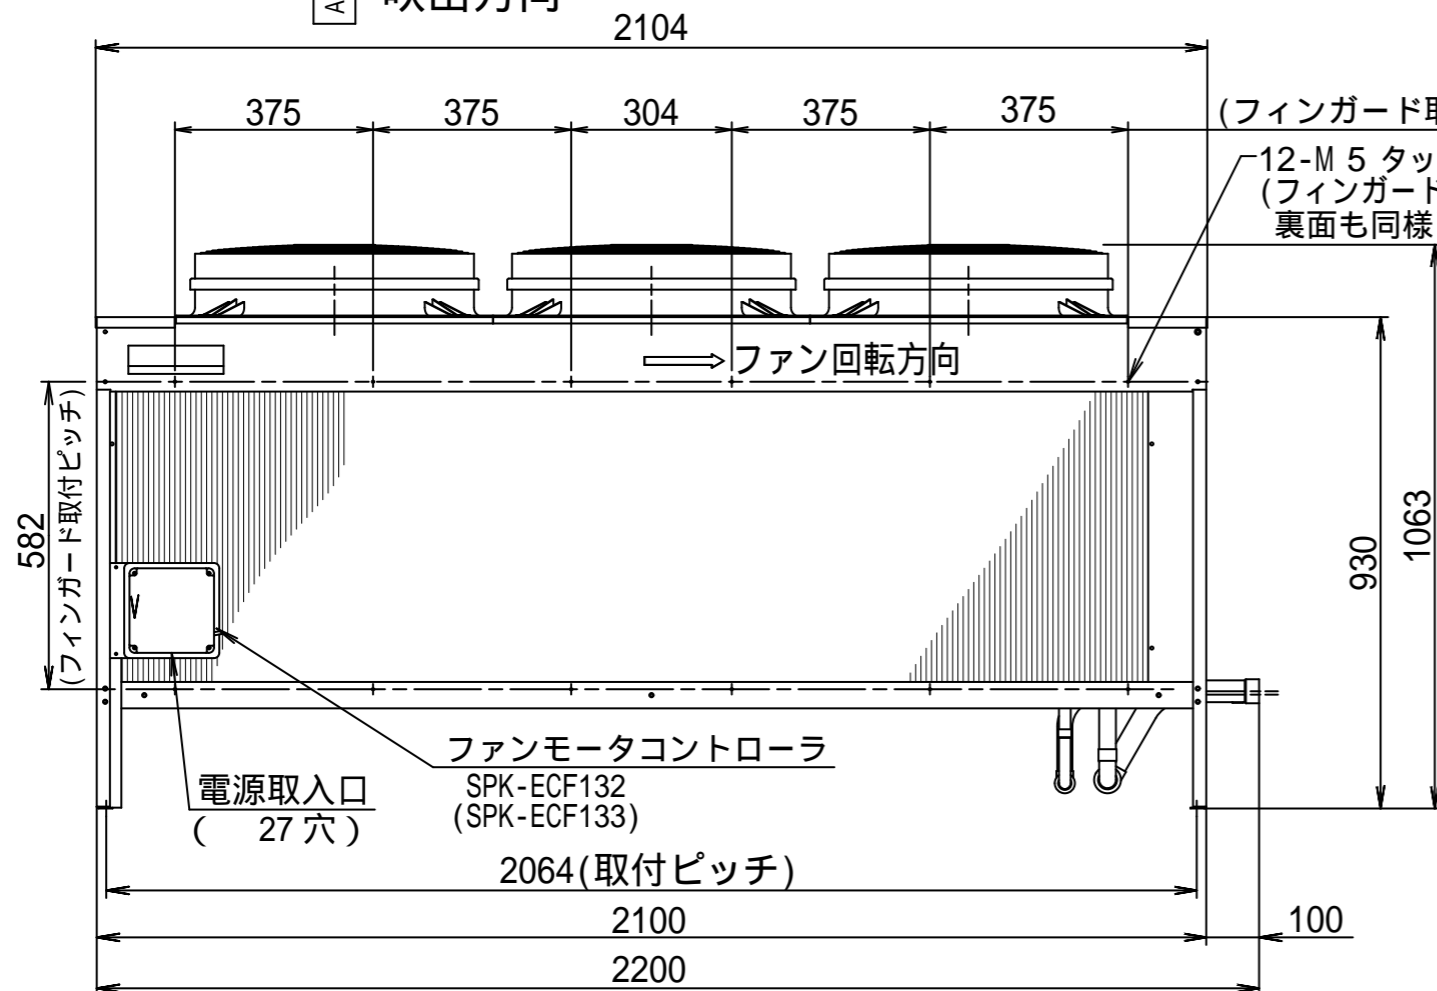 A
吹出方向
2104
375
375
304
375
375
(フィンガード取
12-M 5 タッ
(フィンガード
裏面も同様
ファン回転方向
582
(フィンガード取付ピッチ)
930
1063
ファンモータコントローラ
SPK-ECF132
(SPK-ECF133)
電源取入口
( 27 穴 )
2064(取付ピッチ)
2100
100
2200